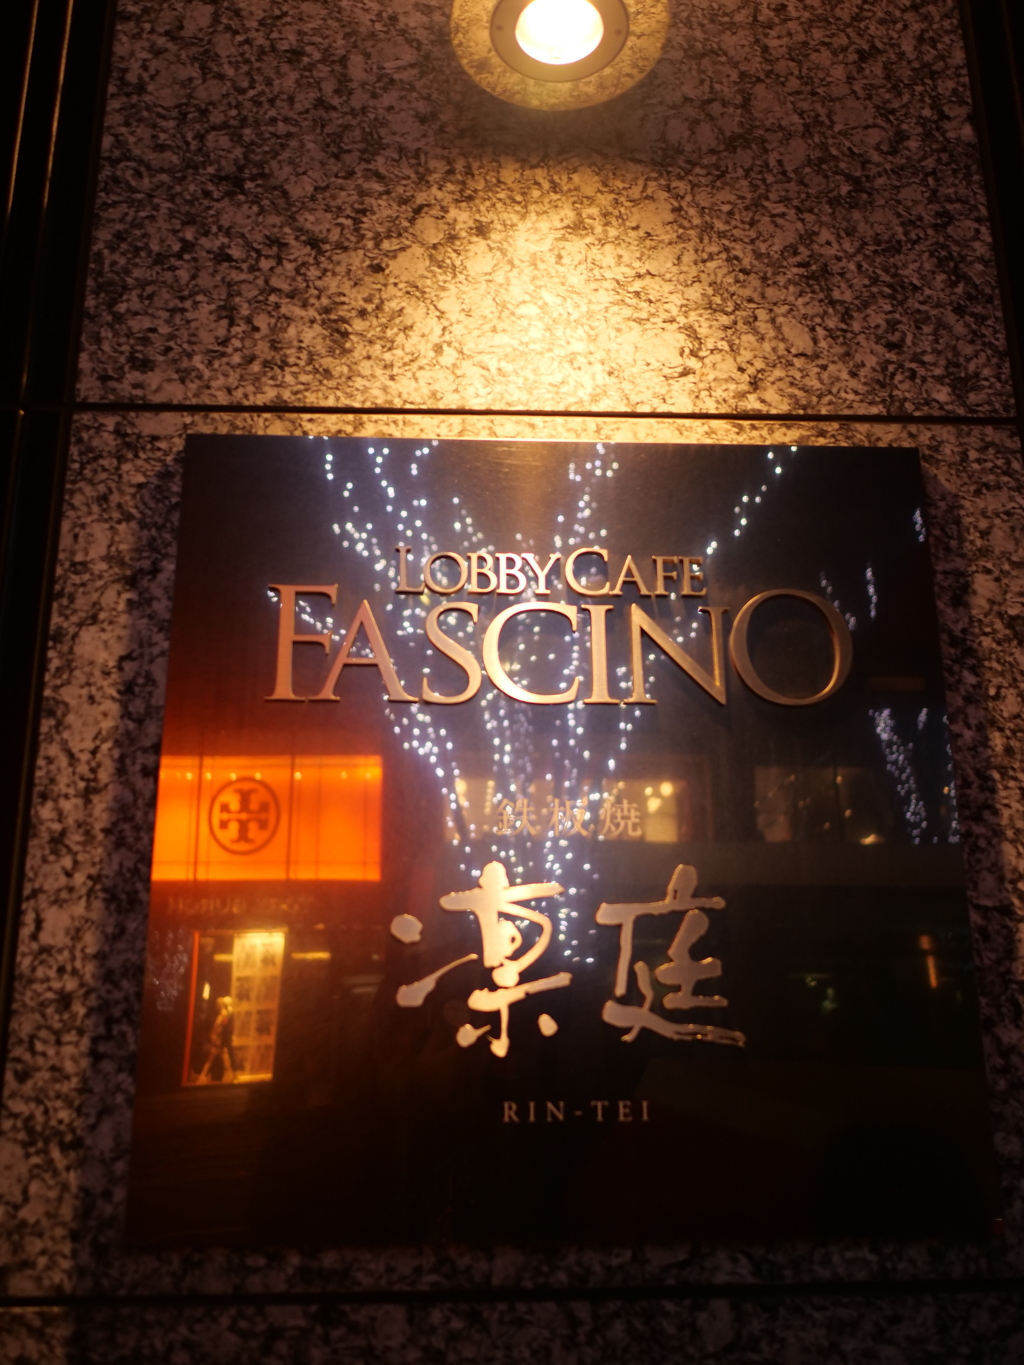 LOBBY CAFE
FASCINO
鉄板焼
凛庭
RIN-TEI